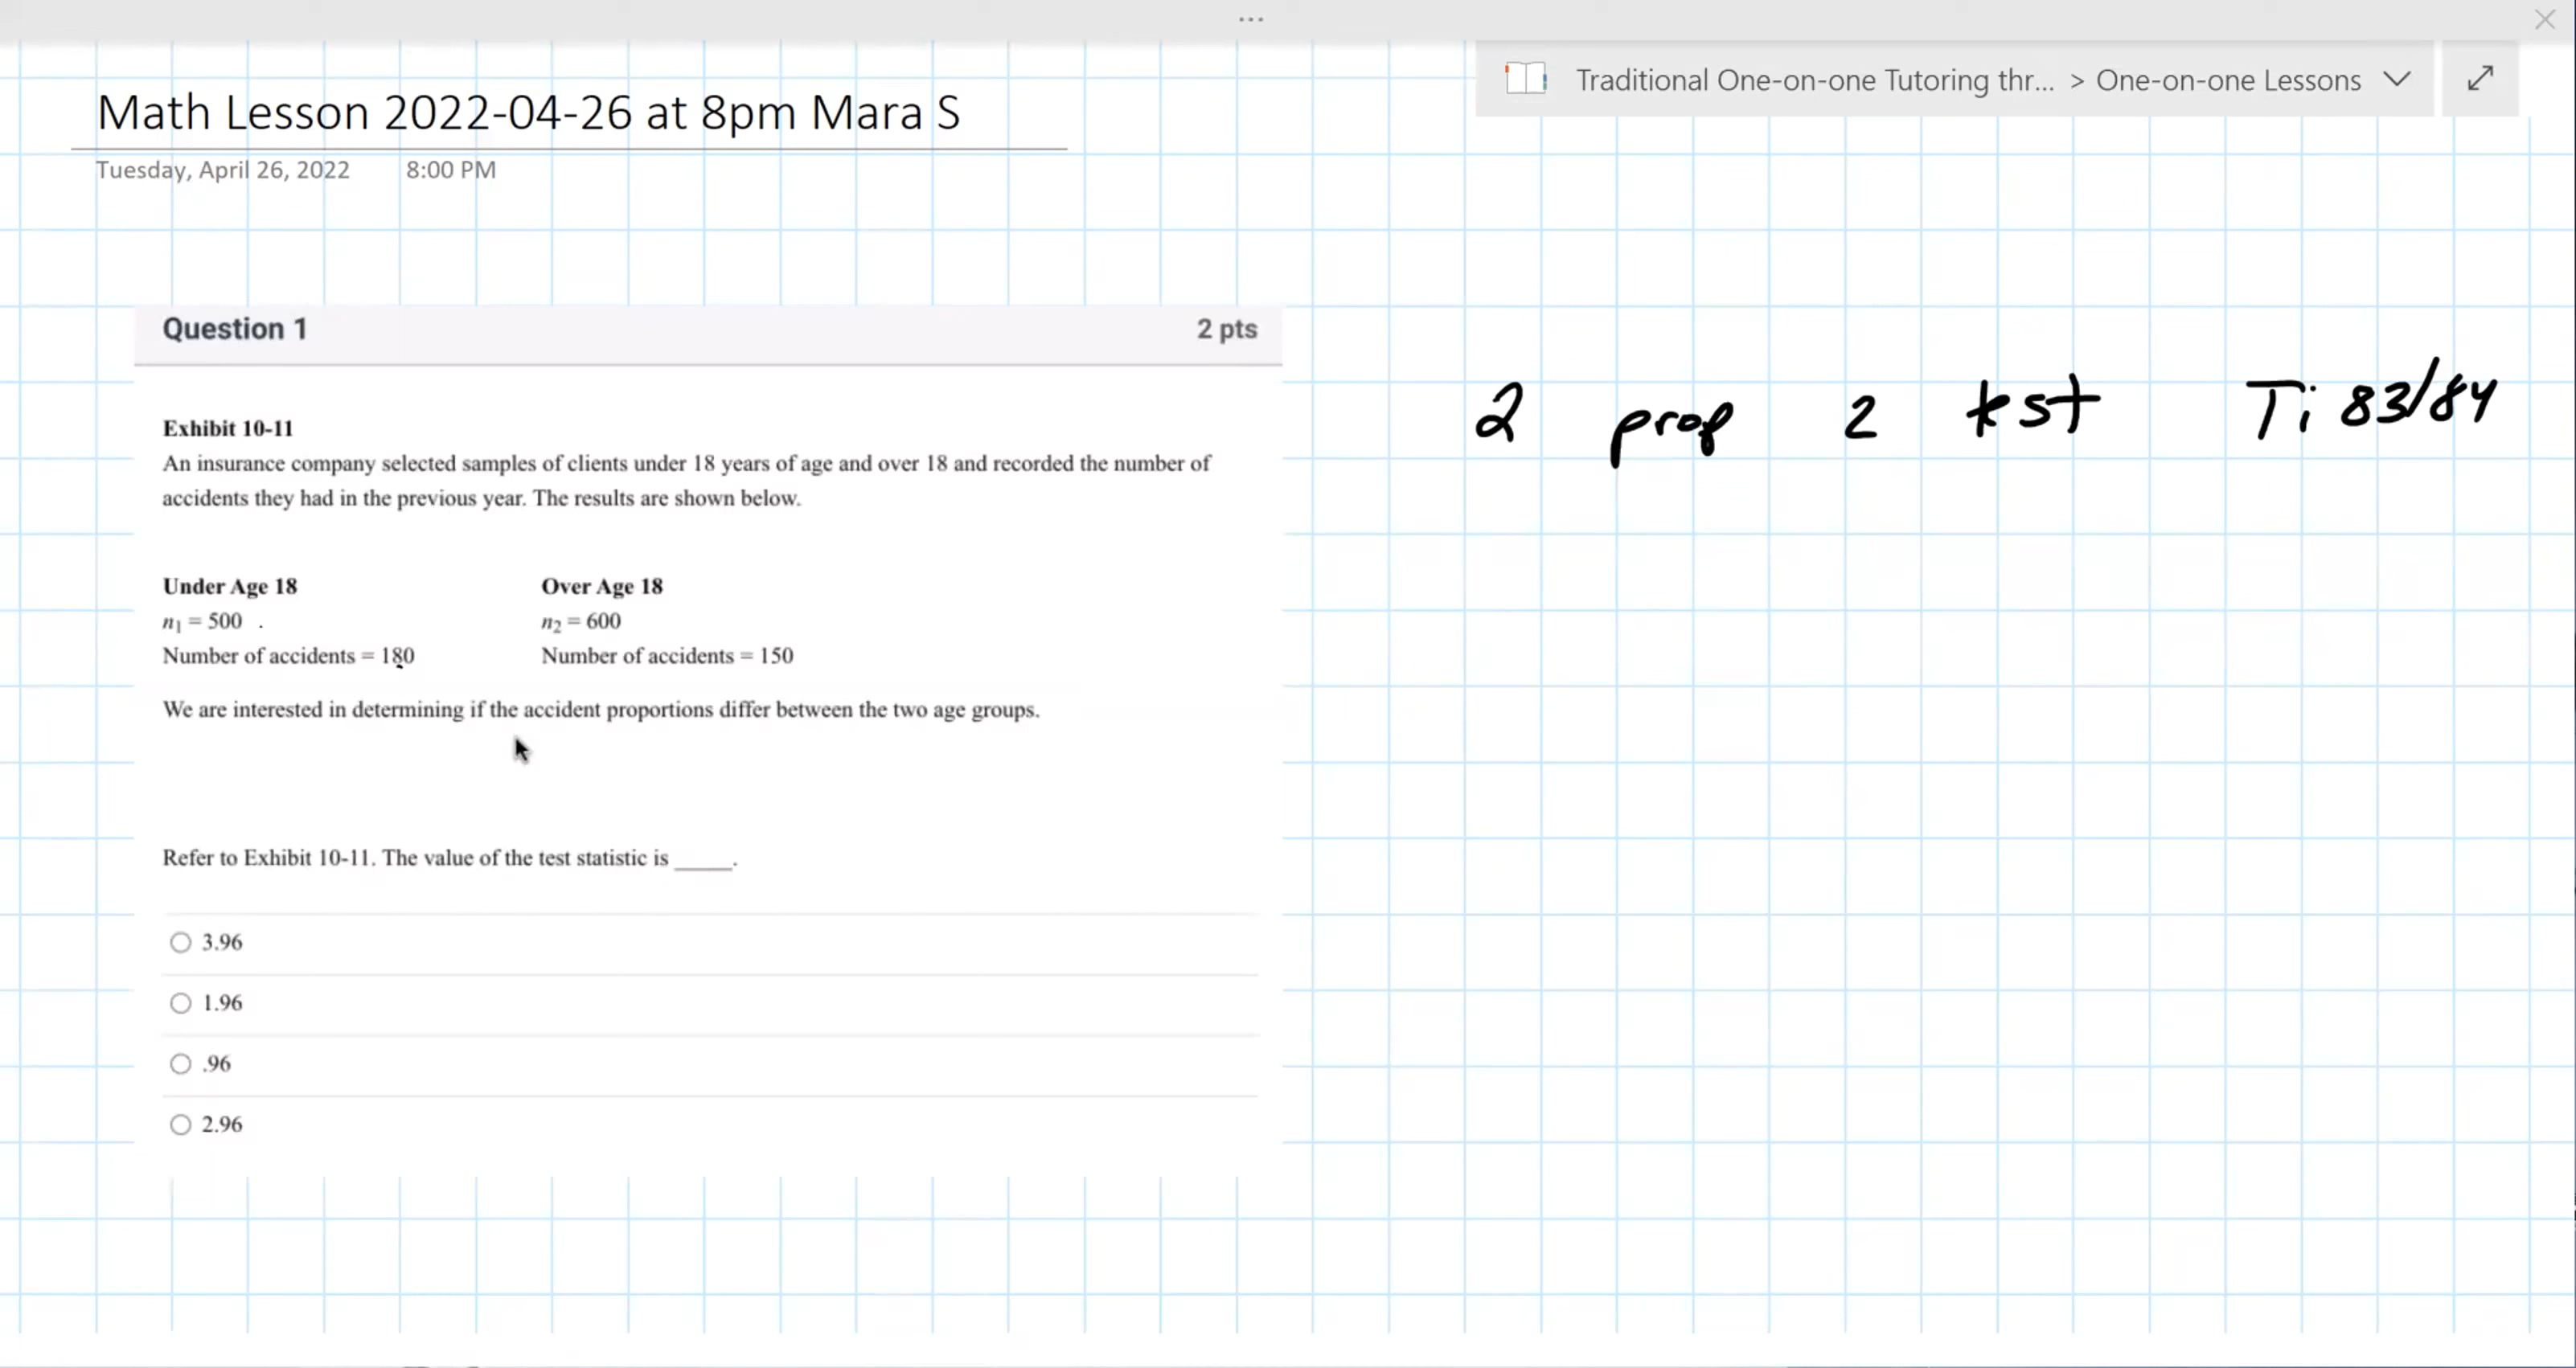 ...
Traditional One-on-one Tutoring thr... > One-on-one Lessons
Math Lesson 2022-04-26 at 8pm Mara S
Tuesday, April 26, 2022 8:00 PM
Question 1 2 pts
2 prop 2 test Ti 83/84
Exhibit 10-11
An insurance company selected samples of clients under 18 years of age and over 18 and recorded the number of
accidents they had in the previous year. The results are shown below.
Under Age 18 Over Age 18
n₁ = 500 . n₂ = 600
Number of accidents = 180 Number of accidents = 150
We are interested in determining if the accident proportions differ between the two age groups.
Refer to Exhibit 10-11. The value of the test statistic is _____.
3.96
1.96
.96
2.96